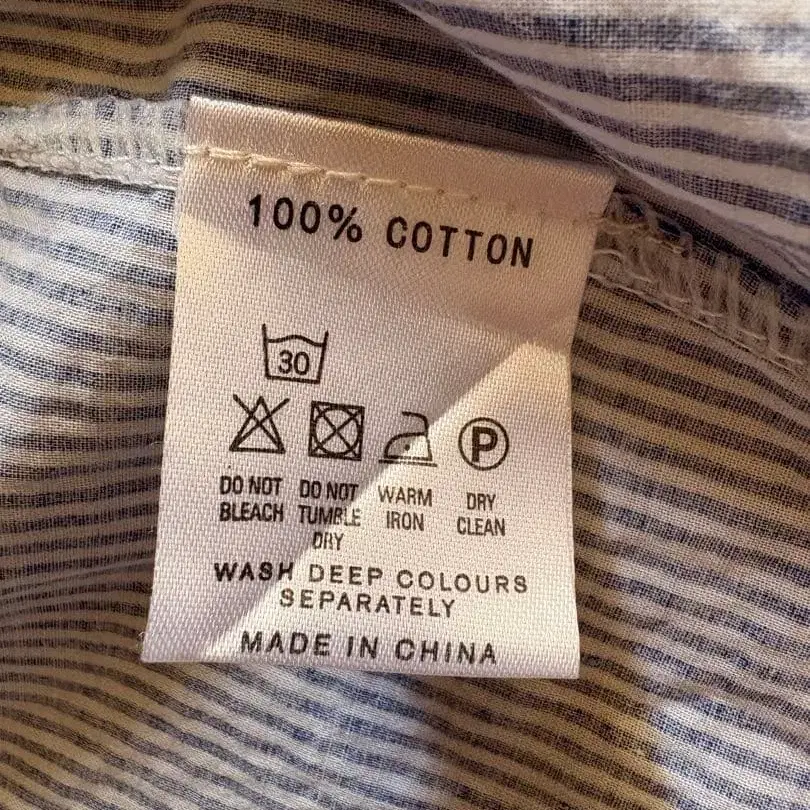 100% COTTON
30
P
DO NOT BLEACH
DO NOT TUMBLE DRY
WARM IRON
DRY CLEAN
WASH DEEP COLOURS
SEPARATELY
MADE IN CHINA